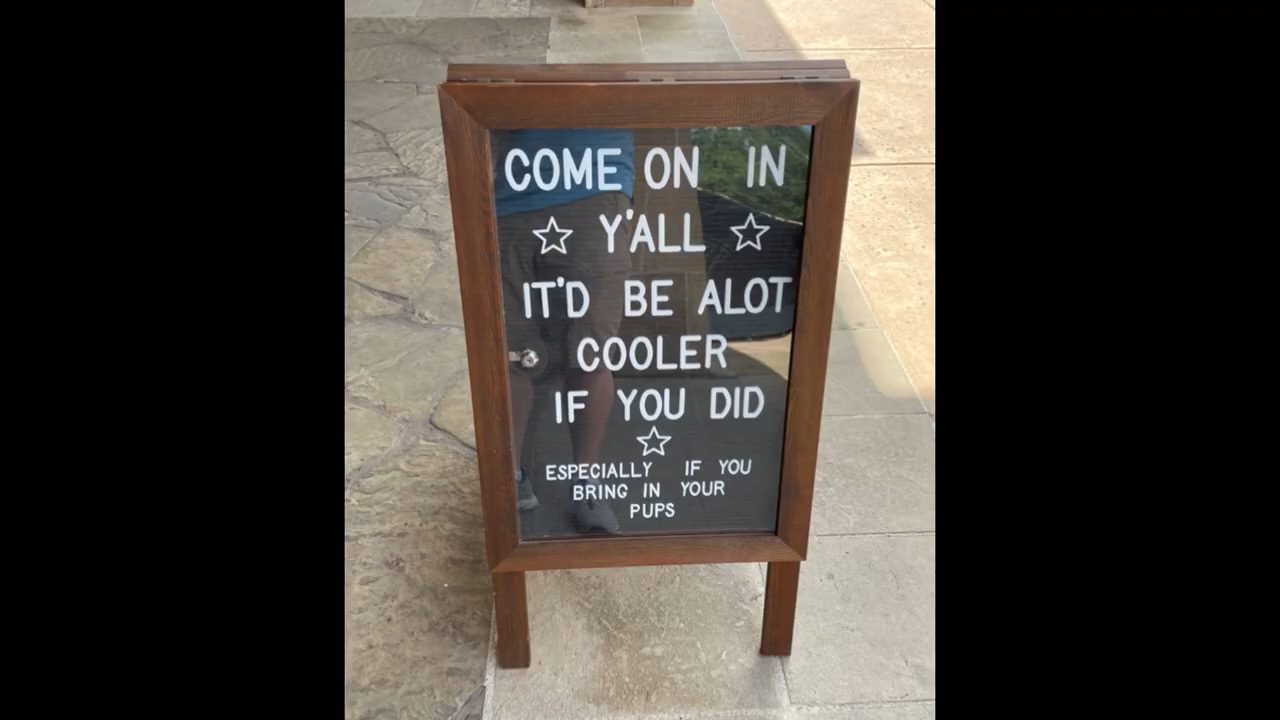 COME ON IN
☆ Y'ALL ☆
IT'D BE ALOT
COOLER
IF YOU DID
☆
ESPECIALLY IF YOU
BRING IN YOUR
PUPS